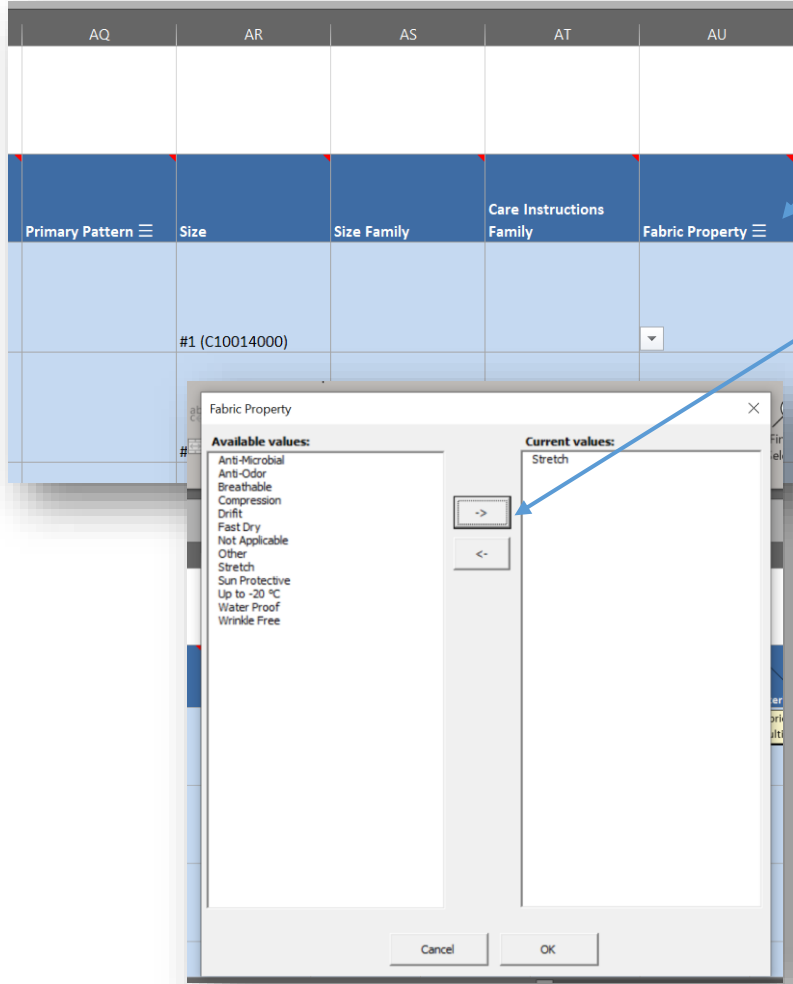 AQ AR AS AT AU
Primary Pattern ☰ Size Size Family Care Instructions Family Fabric Property ☰
#1 (C10014000)
#
Fabric Property
Available values: Current values:
Anti-Microbial Stretch
Anti-Odor
Breathable
Compression
Drifit
Fast Dry
Not Applicable
Other
Stretch
Sun Protective
Up to -20 ºC
Water Proof
Wrinkle Free
->
<-
Cancel OK